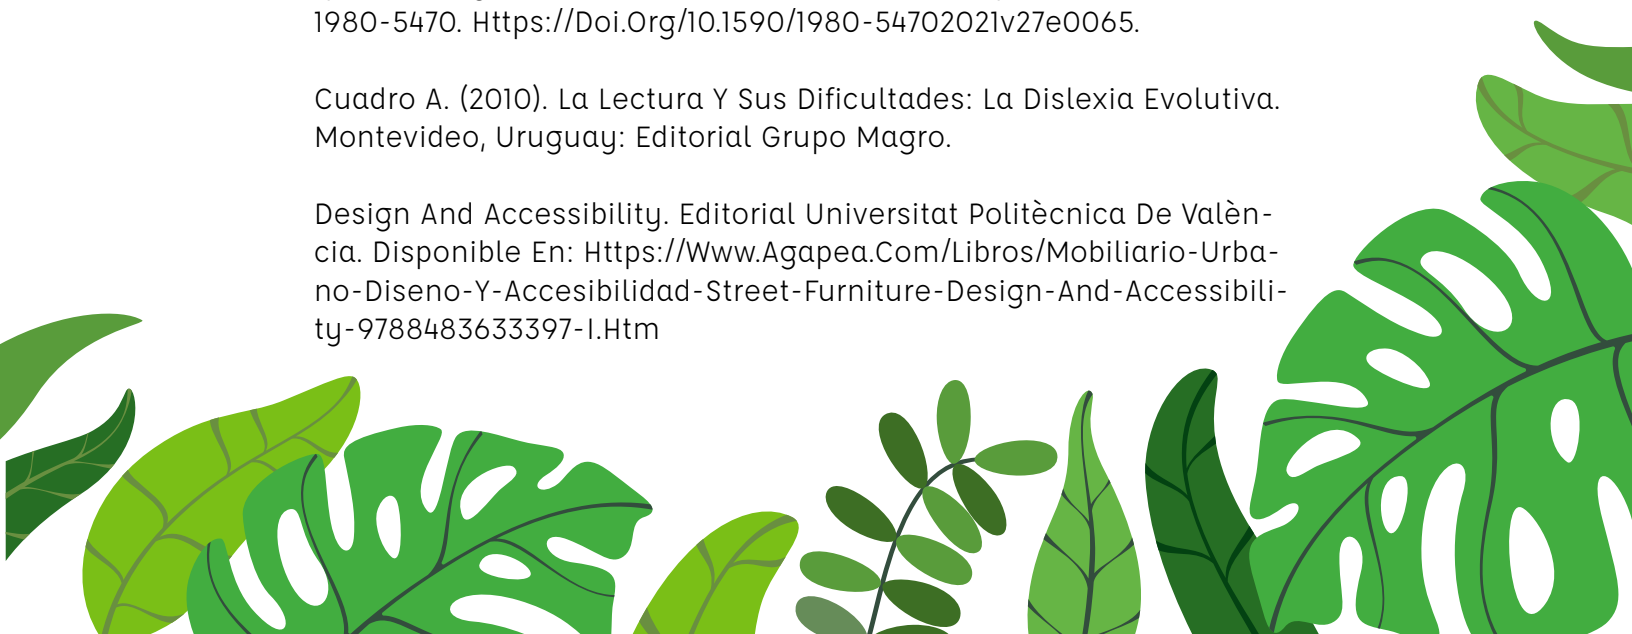 1980-5470. Https://Doi.Org/10.1590/1980-54702021v27e0065.
Cuadro A. (2010). La Lectura Y Sus Dificultades: La Dislexia Evolutiva.
Montevideo, Uruguay: Editorial Grupo Magro.
Design And Accessibility. Editorial Universitat Politècnica De Valèn-
cia. Disponible En: Https://Www.Agapea.Com/Libros/Mobiliario-Urba-
no-Diseno-Y-Accesibilidad-Street-Furniture-Design-And-Accessibili-
ty-9788483633397-I.Htm